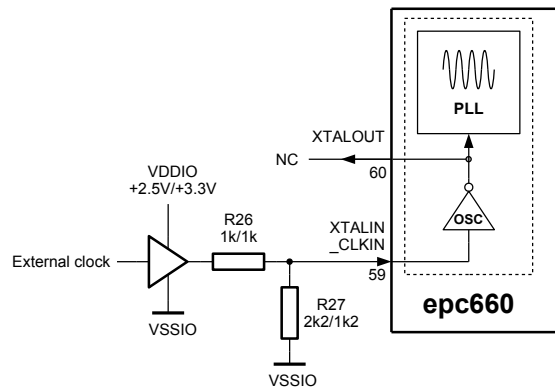 PLL
XTALOUT
NC
60
VDDIO
+2.5V/+3.3V
R26
1k/1k
XTALIN
_CLKIN
OSC
External clock
59
R27
2k2/1k2
VSSIO
VSSIO
epc660